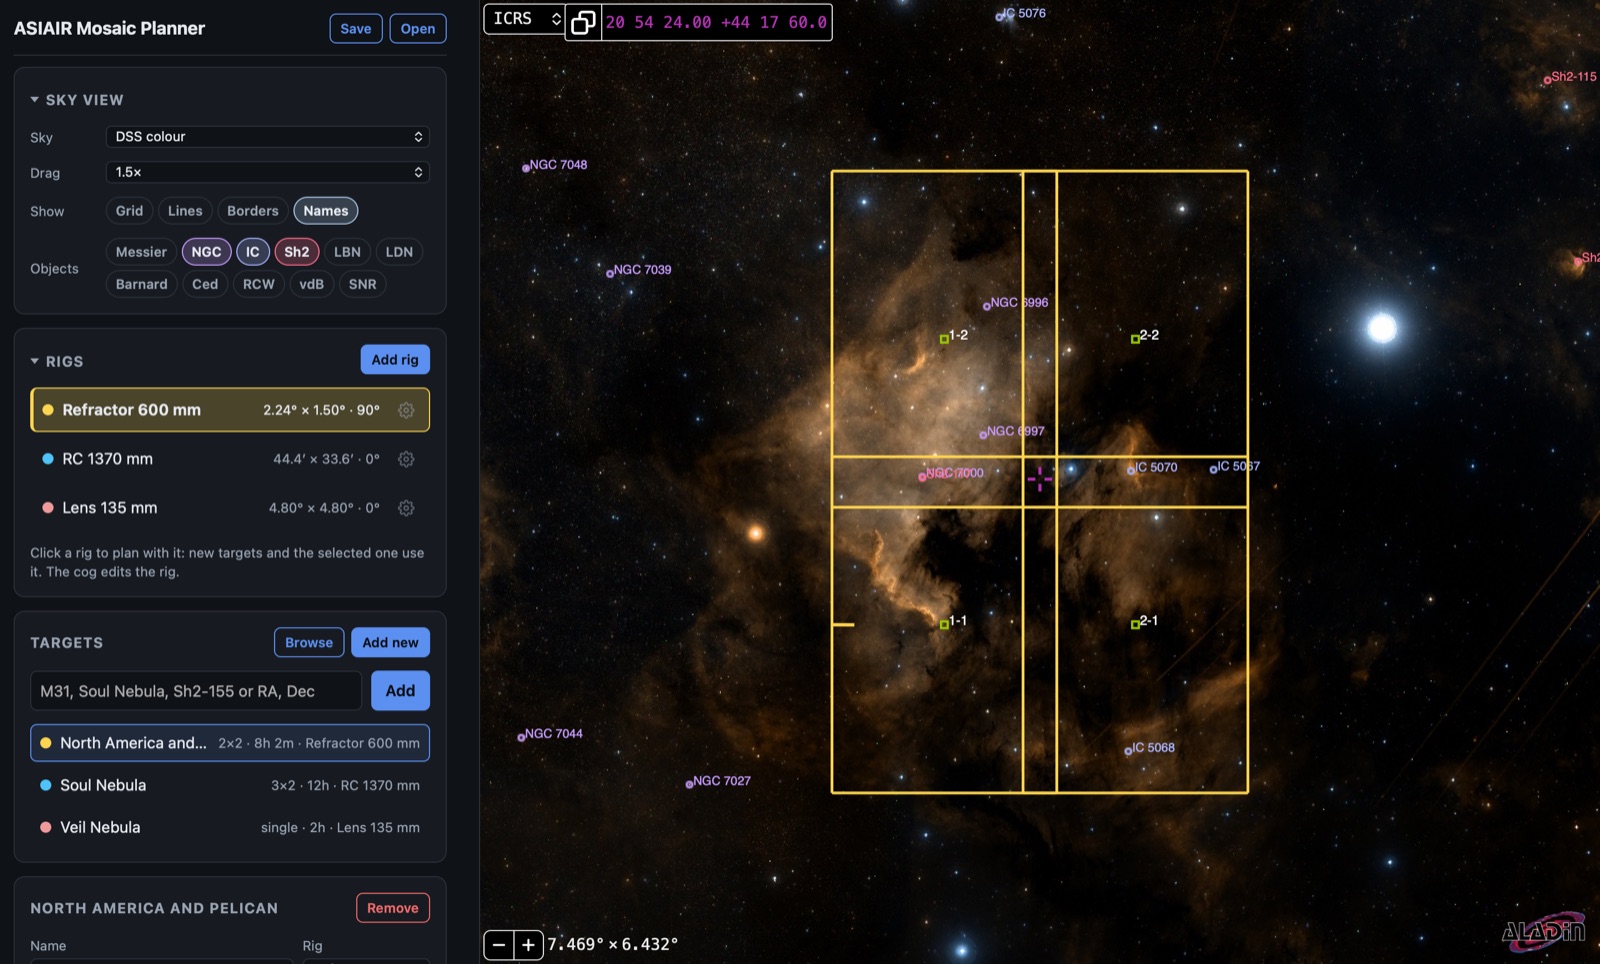 ASIAIR Mosaic Planner
Save
Open
SKY VIEW
Sky
DSS colour
Drag
1.5×
Show
Grid
Lines
Borders
Names
Objects
Messier
NGC
IC
Sh2
LBN
LDN
Barnard
Ced
RCW
vdB
SNR
RIGS
Add rig
Refractor 600 mm
2.24° × 1.50° · 90°
RC 1370 mm
44.4′ × 33.6′ · 0°
Lens 135 mm
4.80° × 4.80° · 0°
Click a rig to plan with it: new targets and the selected one use
it. The cog edits the rig.
TARGETS
Browse
Add new
M31, Soul Nebula, Sh2-155 or RA, Dec
Add
North America and...
2×2 · 8h 2m · Refractor 600 mm
Soul Nebula
3×2 · 12h · RC 1370 mm
Veil Nebula
single · 2h · Lens 135 mm
NORTH AMERICA AND PELICAN
Remove
Name
Rig
ICRS
20 54 24.00 +44 17 60.0
IC 5076
Sh2-115
NGC 7048
Sh2
NGC 7039
NGC 6996
1-2
2-2
NGC 6997
NGC 7000
IC 5070
IC 5067
1-1
2-1
NGC 7044
IC 5068
NGC 7027
7.469° × 6.432°
ALADIN